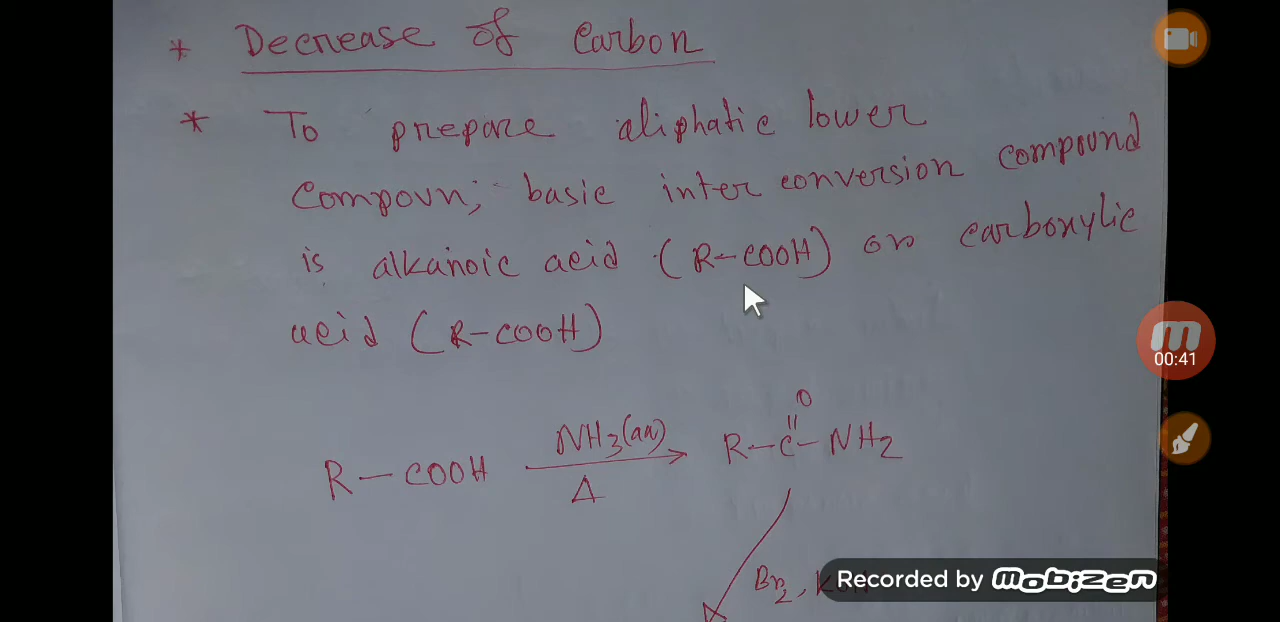 * Decrease of Carbon
* To prepare aliphatic lower
Compoun; basic inter conversion compound
is alkanoic acid (R-COOH) or carboxylic
acid (R-COOH)
O
R-COOH NH3(aq) R-C-NH2
Δ
Br2,
Recorded by mobizen
00:41